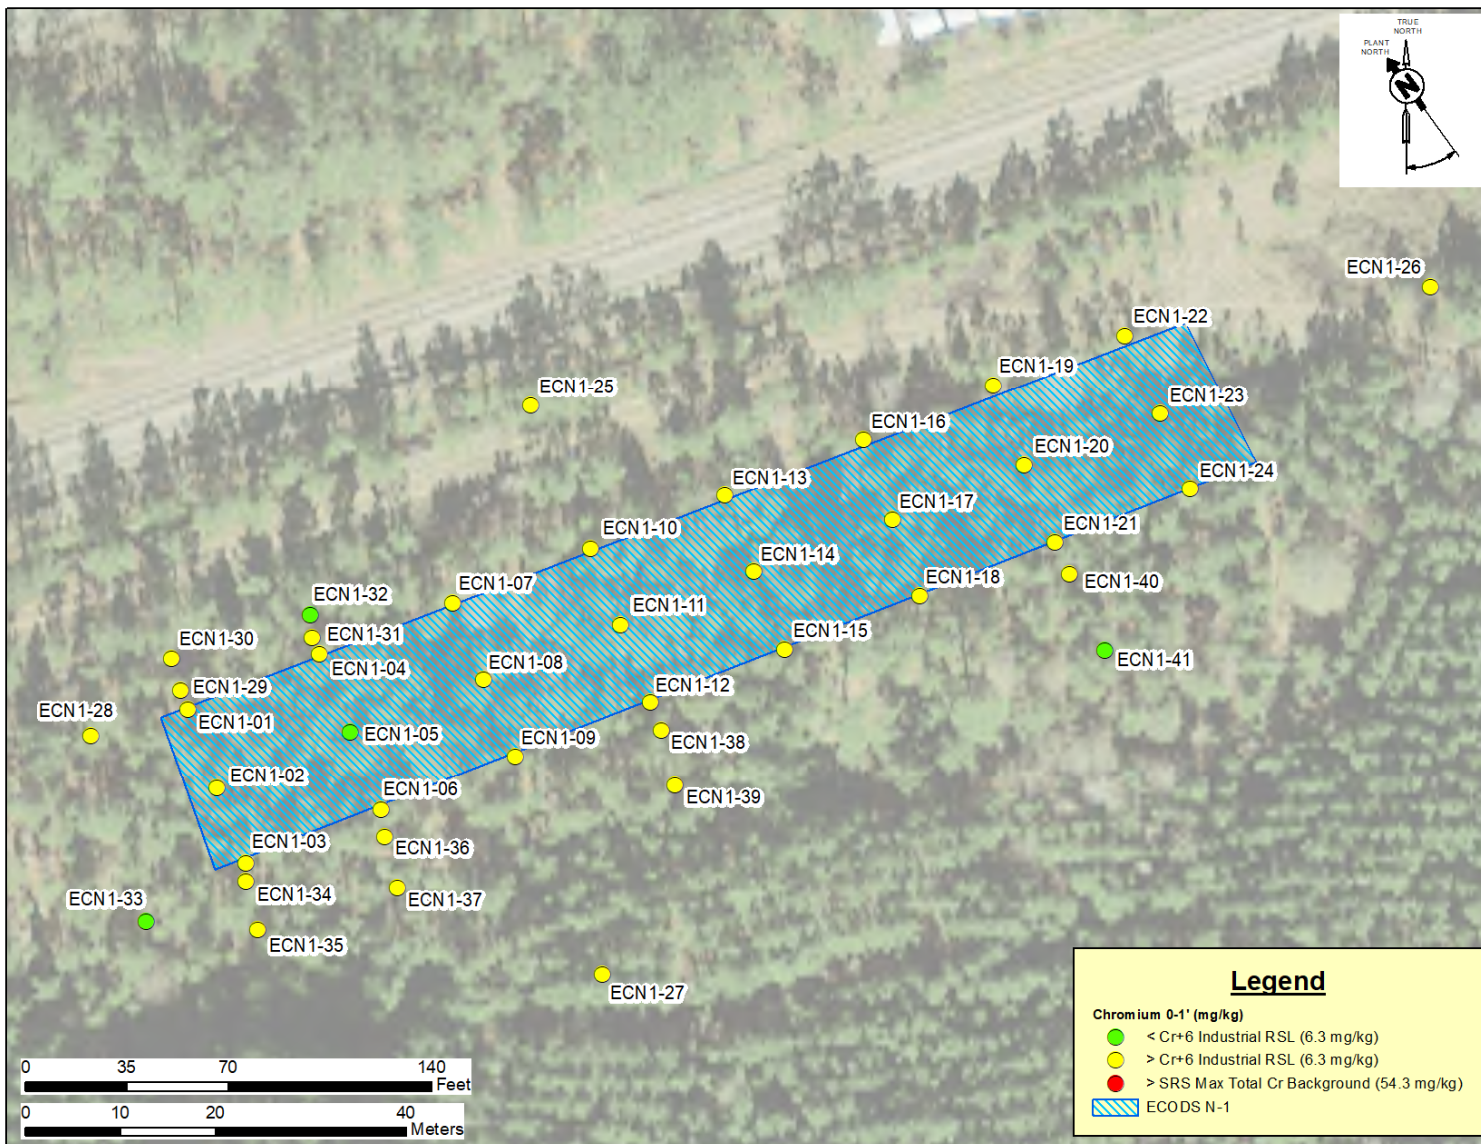 TRUE
NORTH
PLANT
NORTH
N
ECN1-26
ECN1-22
ECN1-19
ECN1-25
ECN1-23
ECN1-16
ECN1-20
ECN1-24
ECN1-13
ECN1-17
ECN1-10
ECN1-21
ECN1-14
ECN1-40
ECN1-07
ECN1-18
ECN1-32
ECN1-11
ECN1-31
ECN1-15
ECN1-30
ECN1-04
ECN1-41
ECN1-08
ECN1-29
ECN1-12
ECN1-28
ECN1-01
ECN1-05
ECN1-38
ECN1-09
ECN1-02
ECN1-06
ECN1-39
ECN1-03
ECN1-36
ECN1-34
ECN1-37
ECN1-33
ECN1-35
ECN1-27
Legend
Chromium 0-1' (mg/kg)
< Cr+6 Industrial RSL (6.3 mg/kg)
> Cr+6 Industrial RSL (6.3 mg/kg)
> SRS Max Total Cr Background (54.3 mg/kg)
ECODS N-1
0 35 70 140
Feet
0 10 20 40
Meters